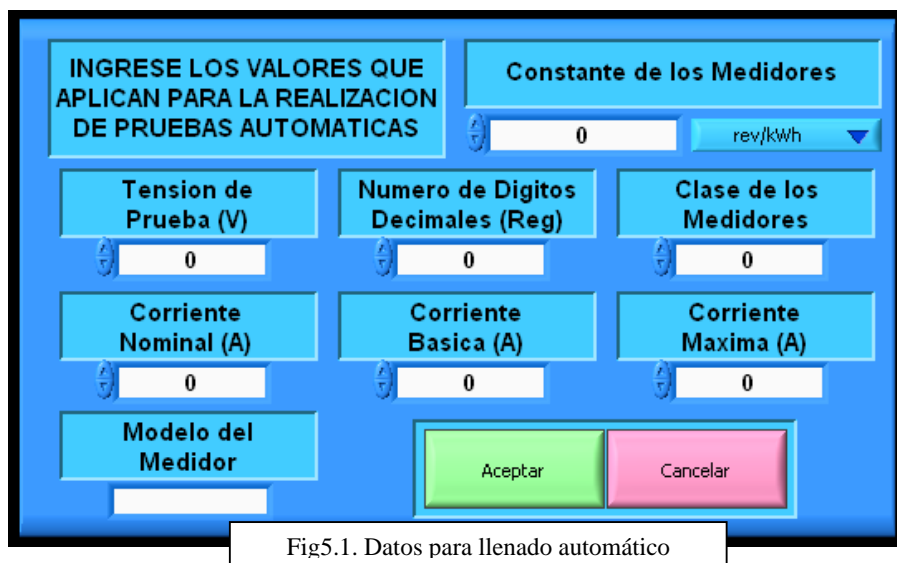 INGRESE LOS VALORES QUE
APLICAN PARA LA REALIZACION
DE PRUEBAS AUTOMATICAS
Constante de los Medidores
0
rev/kWh
Tension de
Prueba (V)
0
Numero de Digitos
Decimales (Reg)
0
Clase de los
Medidores
0
Corriente
Nominal (A)
0
Corriente
Basica (A)
0
Corriente
Maxima (A)
0
Modelo del
Medidor
Aceptar
Cancelar
Fig5.1. Datos para llenado automático